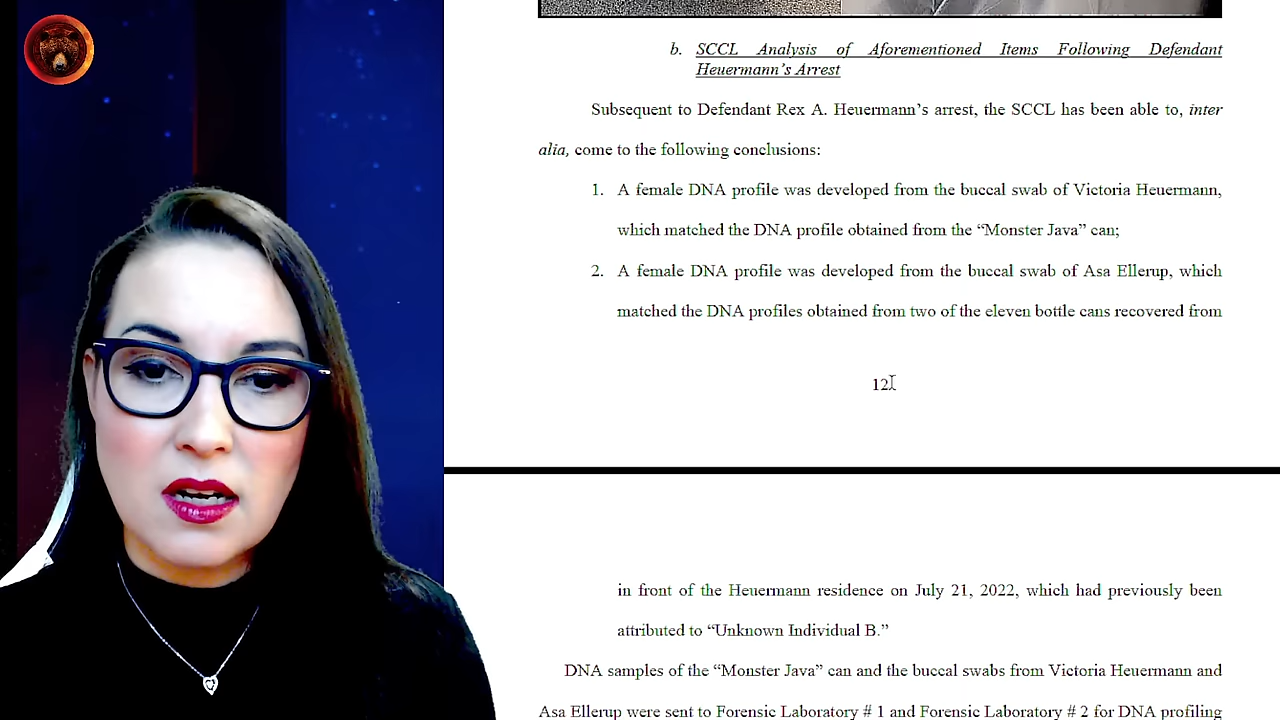 b. SCCL Analysis of Aforementioned Items Following Defendant
Heuermann's Arrest
Subsequent to Defendant Rex A. Heuermann's arrest, the SCCL has been able to, inter
alia, come to the following conclusions:
1. A female DNA profile was developed from the buccal swab of Victoria Heuermann,
which matched the DNA profile obtained from the “Monster Java” can;
2. A female DNA profile was developed from the buccal swab of Asa Ellerup, which
matched the DNA profiles obtained from two of the eleven bottle cans recovered from
12
in front of the Heuermann residence on July 21, 2022, which had previously been
attributed to “Unknown Individual B.”
DNA samples of the “Monster Java” can and the buccal swabs from Victoria Heuermann and
Asa Ellerup were sent to Forensic Laboratory # 1 and Forensic Laboratory # 2 for DNA profiling